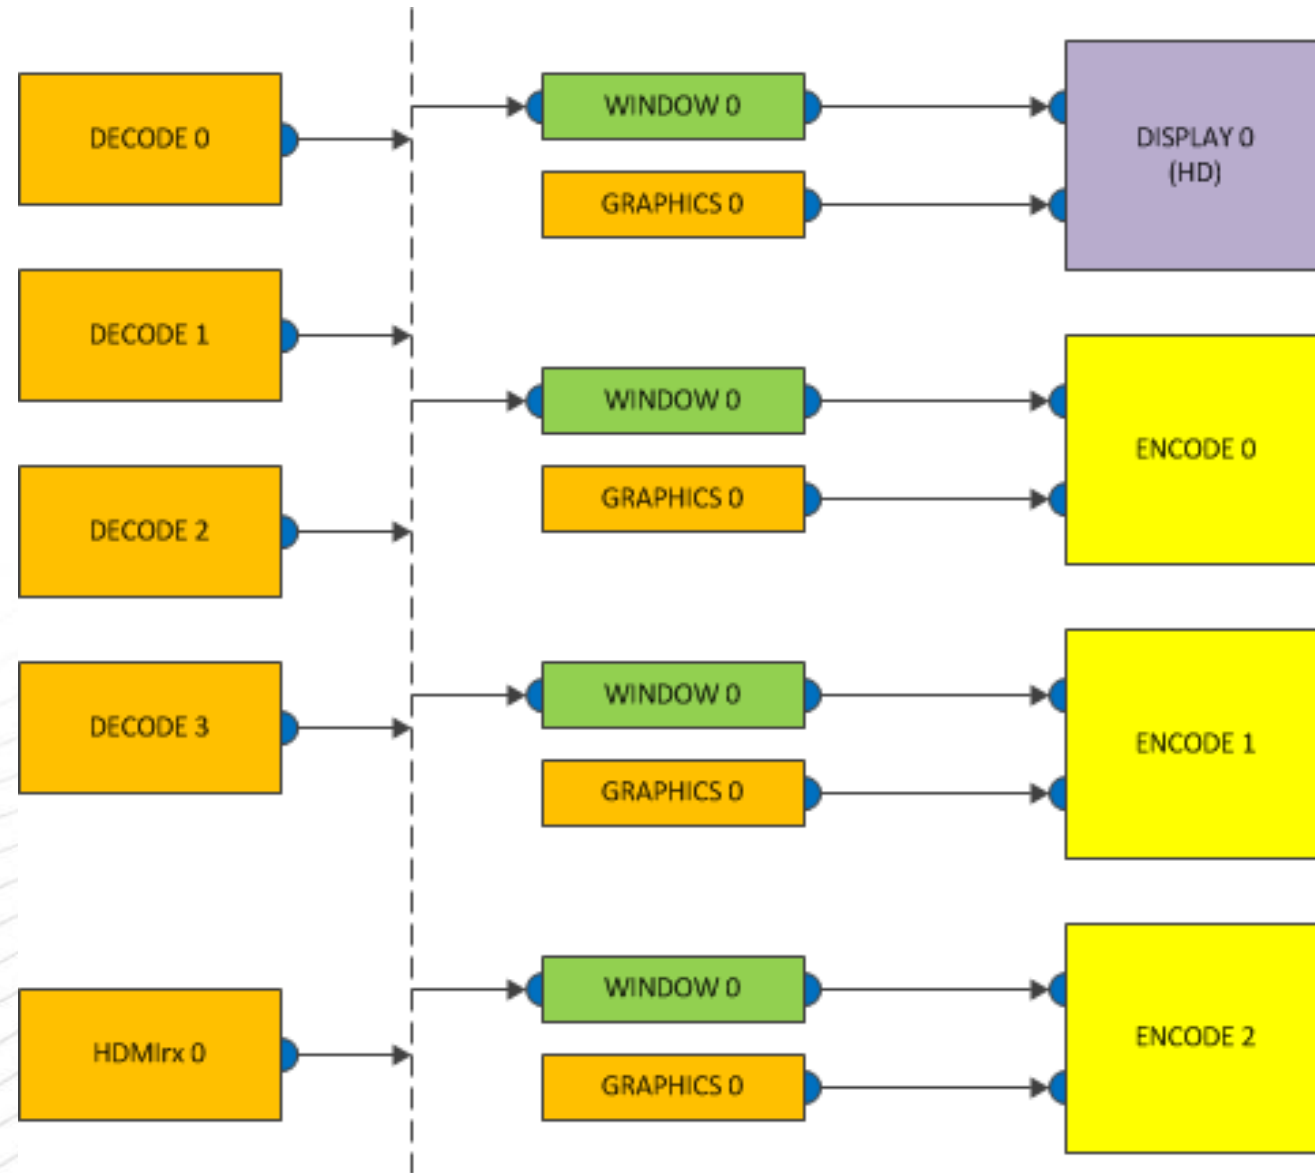 DECODE 0
DECODE 1
DECODE 2
DECODE 3
HDMIrx 0
WINDOW 0
GRAPHICS 0
WINDOW 0
GRAPHICS 0
WINDOW 0
GRAPHICS 0
WINDOW 0
GRAPHICS 0
DISPLAY 0
(HD)
ENCODE 0
ENCODE 1
ENCODE 2